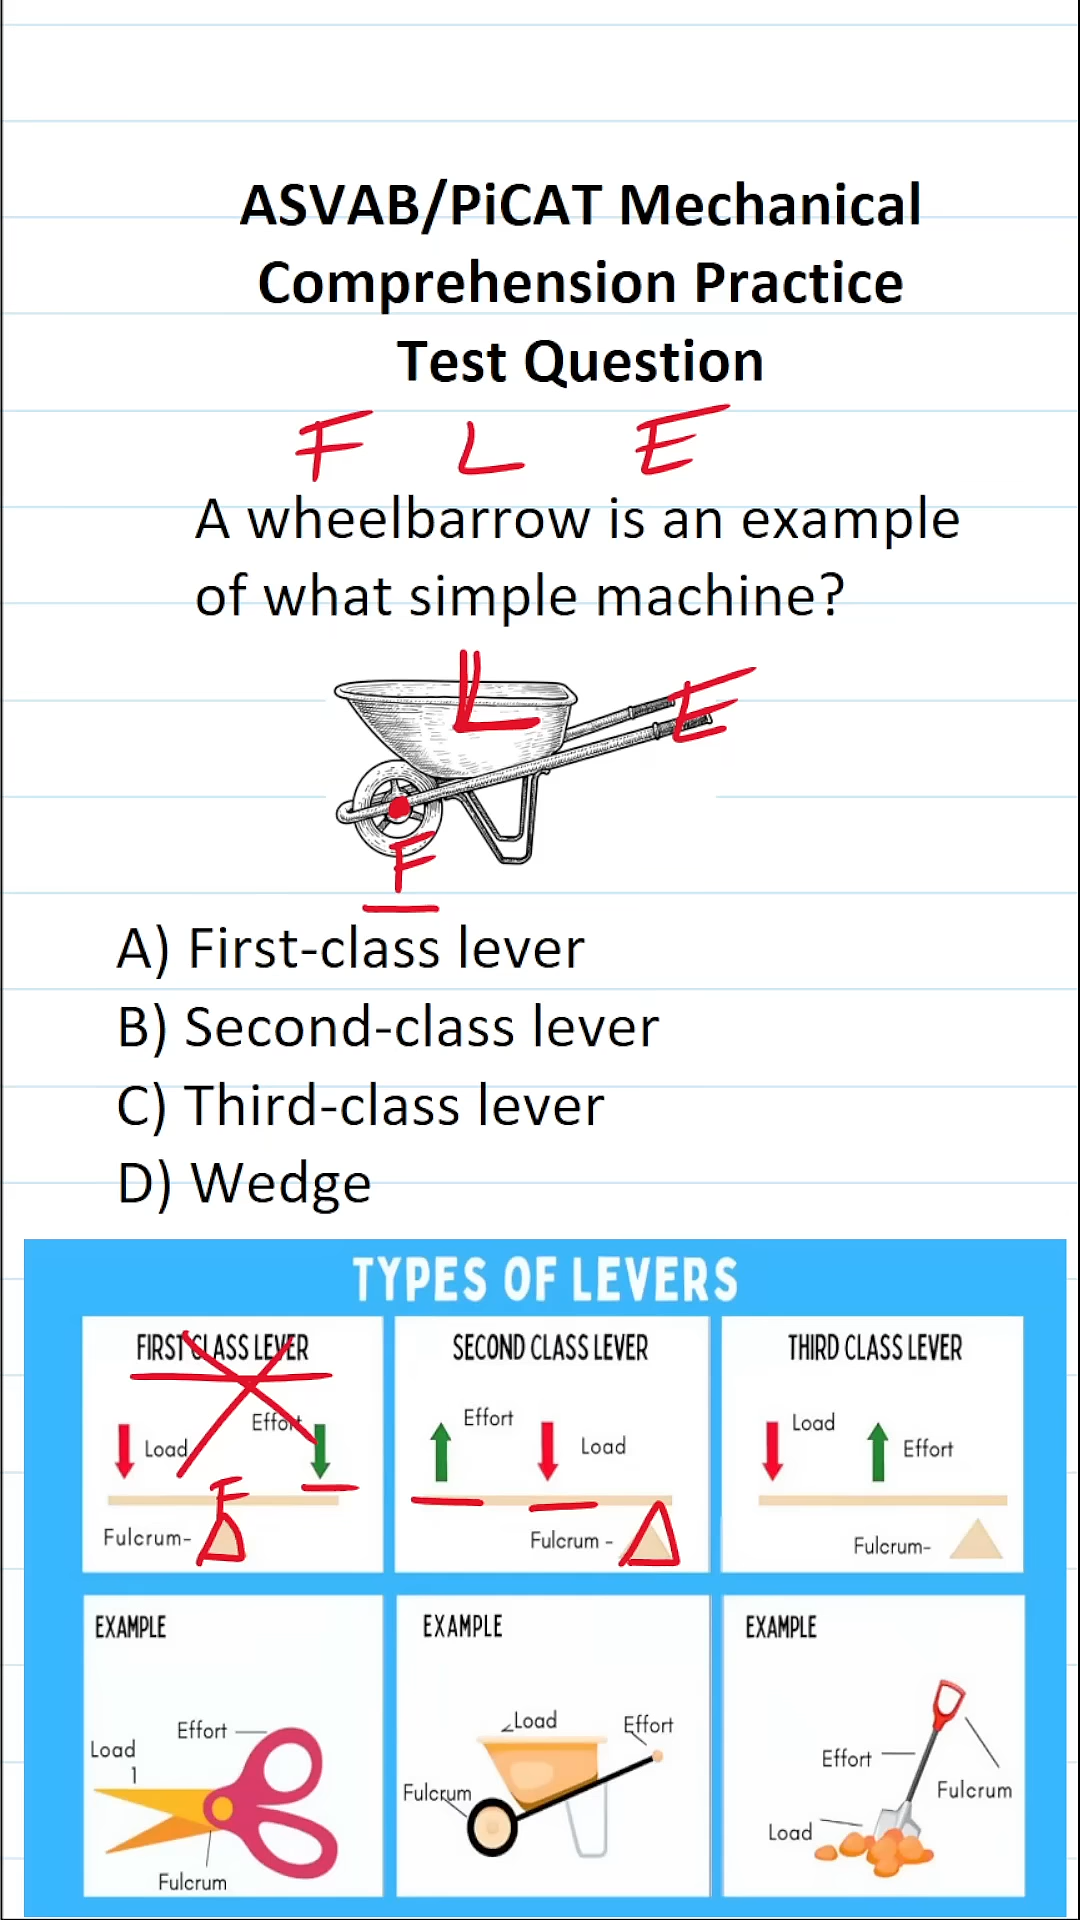 ASVAB/PiCAT Mechanical
Comprehension Practice
Test Question
F L E
A wheelbarrow is an example
of what simple machine?
L
E
F
A) First-class lever
B) Second-class lever
C) Third-class lever
D) Wedge
TYPES OF LEVERS
FIRST CLASS LEVER
Effort
Load
F
Fulcrum-
SECOND CLASS LEVER
Effort
Load
Fulcrum -
THIRD CLASS LEVER
Load
Effort
Fulcrum-
EXAMPLE
Effort
Load
1
Fulcrum
EXAMPLE
Load
Effort
Fulcrum
EXAMPLE
Effort
Fulcrum
Load